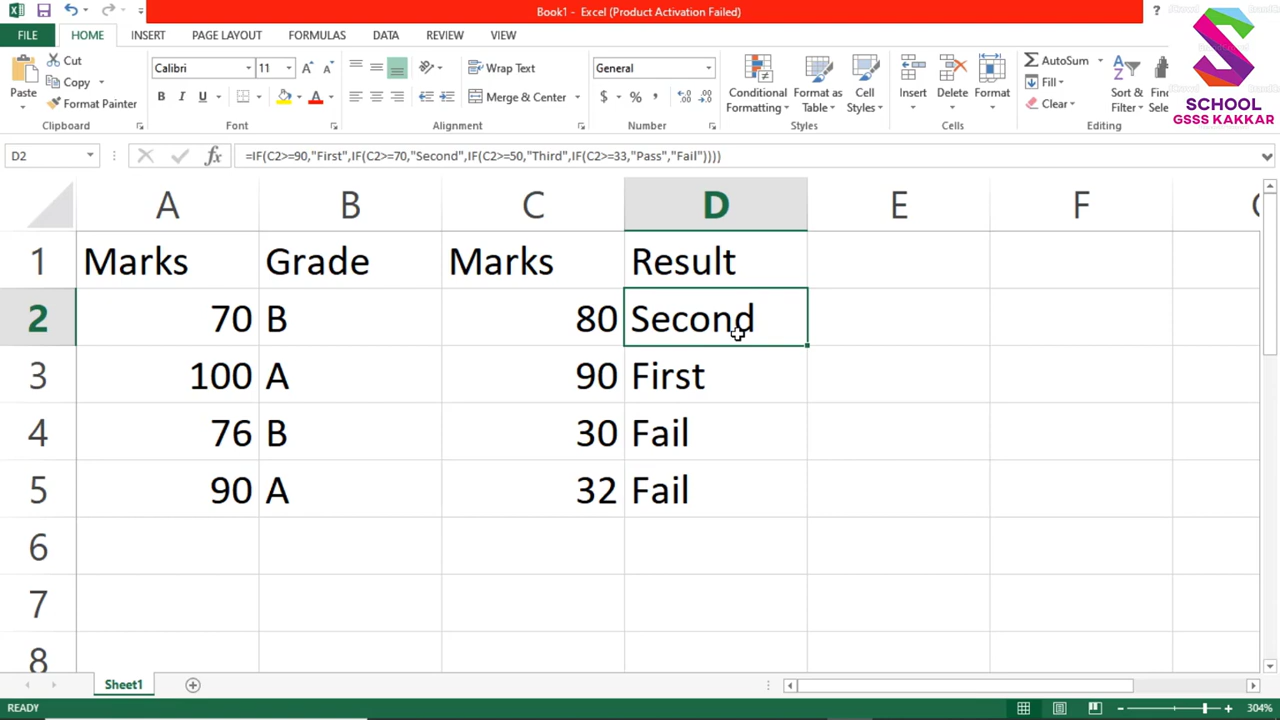 Book1 - Excel (Product Activation Failed)
?
FILE HOME INSERT PAGE LAYOUT FORMULAS DATA REVIEW VIEW
Paste
Cut
Copy
Format Painter
Clipboard
Calibri 11
B I U
Font
Wrap Text
Merge & Center
Alignment
General
$ % ,
Number
Conditional
Formatting
Format as
Table
Cell
Styles
Styles
Insert
Delete
Format
Cells
AutoSum
Fill
Clear
Sort &
Filter
Fin
Sele
Editing
SCHOOL
GSSS KAKKAR
D2 fx =IF(C2>=90,"First",IF(C2>=70,"Second",IF(C2>=50,"Third",IF(C2>=33,"Pass","Fail"))))
A B C D E F
1 Marks Grade Marks Result
2 70 B 80 Second
3 100 A 90 First
4 76 B 30 Fail
5 90 A 32 Fail
6
7
8
Sheet1
READY 304%